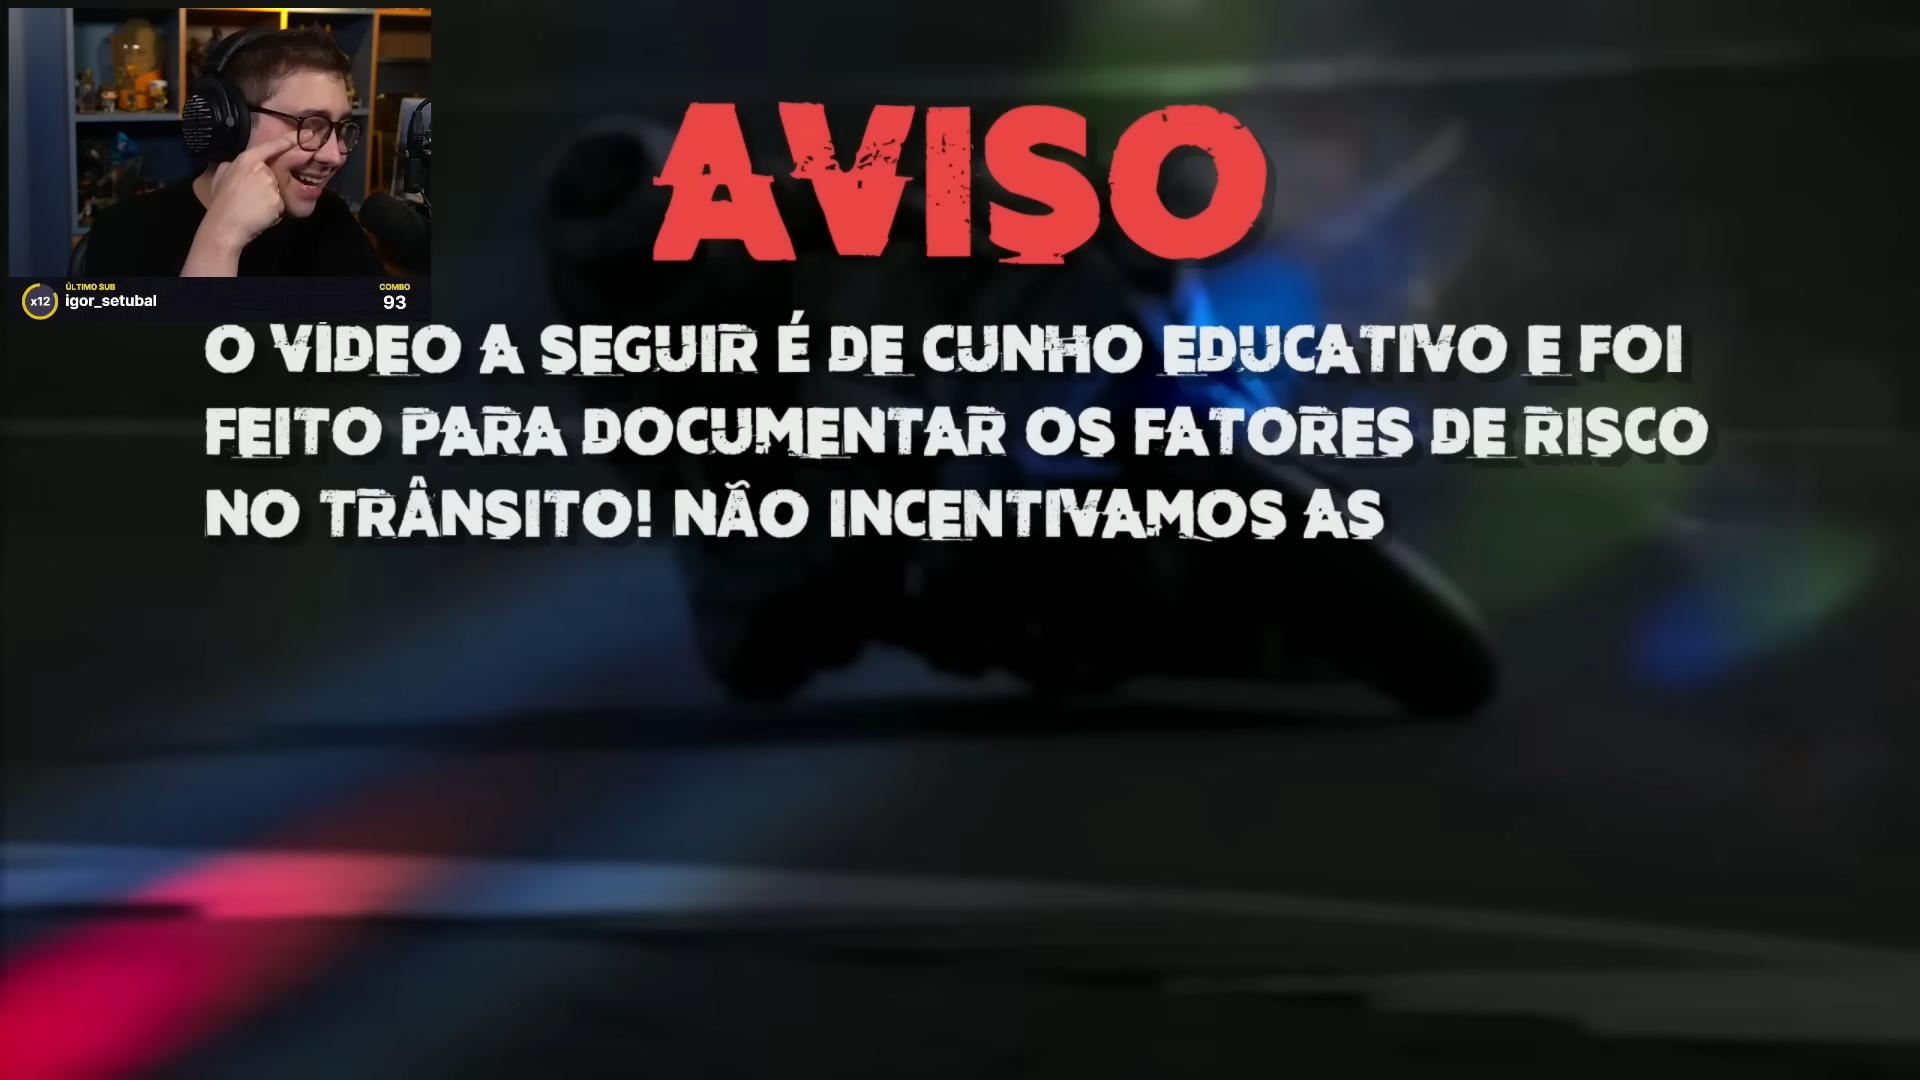 AVISO
x12
ÚLTIMO SUB
igor_setubal
COMBO
93
O VÍDEO A SEGUIR É DE CUNHO EDUCATIVO E FOI
FEITO PARA DOCUMENTAR OS FATORES DE RISCO
NO TRÂNSITO! NÃO INCENTIVAMOS AS